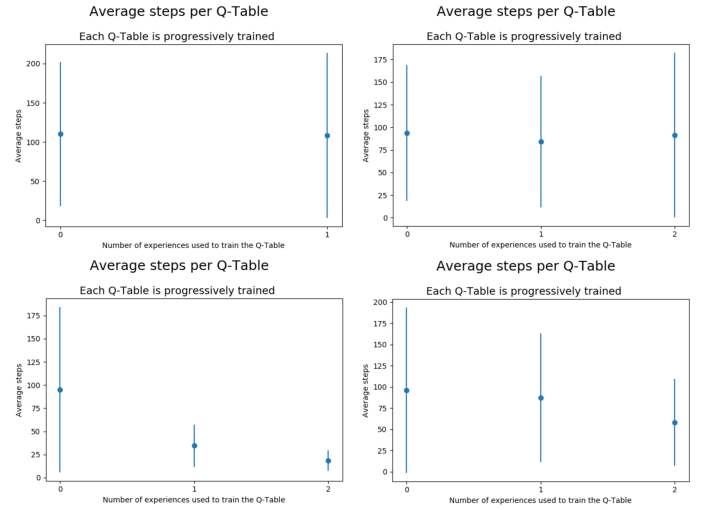 Average steps per Q-Table
Each Q-Table is progressively trained
Average steps
200
150
100
50
0
0
1
Number of experiences used to train the Q-Table
Average steps per Q-Table
Each Q-Table is progressively trained
Average steps
175
150
125
100
75
50
25
0
0
1
2
Number of experiences used to train the Q-Table
Average steps per Q-Table
Each Q-Table is progressively trained
Average steps
175
150
125
100
75
50
25
0
0
1
2
Number of experiences used to train the Q-Table
Average steps per Q-Table
Each Q-Table is progressively trained
Average steps
200
175
150
125
100
75
50
25
0
0
1
2
Number of experiences used to train the Q-Table